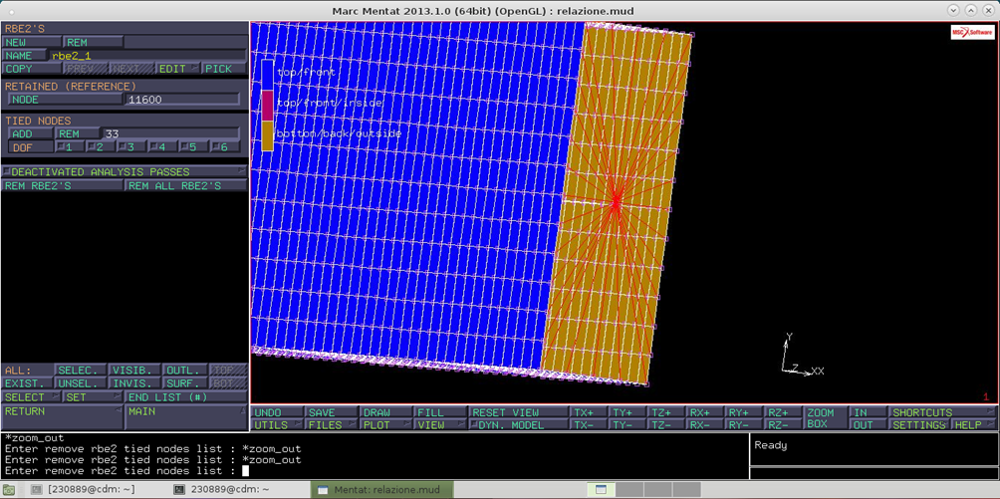 Marc Mentat 2013.1.0 (64bit) (OpenGL) : relazione.mud
RBE2'S
NEW REM
NAME rbe2_1
COPY PREV NEXT EDIT PICK
RETAINED (REFERENCE)
NODE 11600
TIED NODES
ADD REM 33
DOF 1 2 3 4 5 6
DEACTIVATED ANALYSIS PASSES
REM RBE2'S REM ALL RBE2'S
top/front
top/front/inside
bottom/back/outside
MSC Software
Y
Z XX
1
ALL: SELEC. VISIB. OUTL. TOP
EXIST. UNSEL. INVIS. SURF. BOT
SELECT SET END LIST (#)
RETURN MAIN
UNDO SAVE DRAW FILL RESET VIEW TX+ TY+ TZ+ RX+ RY+ RZ+ ZOOM IN SHORTCUTS
UTILS FILES PLOT VIEW DYN. MODEL TX- TY- TZ- RX- RY- RZ- BOX OUT SETTINGS HELP
*zoom_out
Enter remove rbe2 tied nodes list : *zoom_out
Enter remove rbe2 tied nodes list : *zoom_out
Enter remove rbe2 tied nodes list :
Ready
[230889@cdm: ~] 230889@cdm: ~ Mentat: relazione.mud